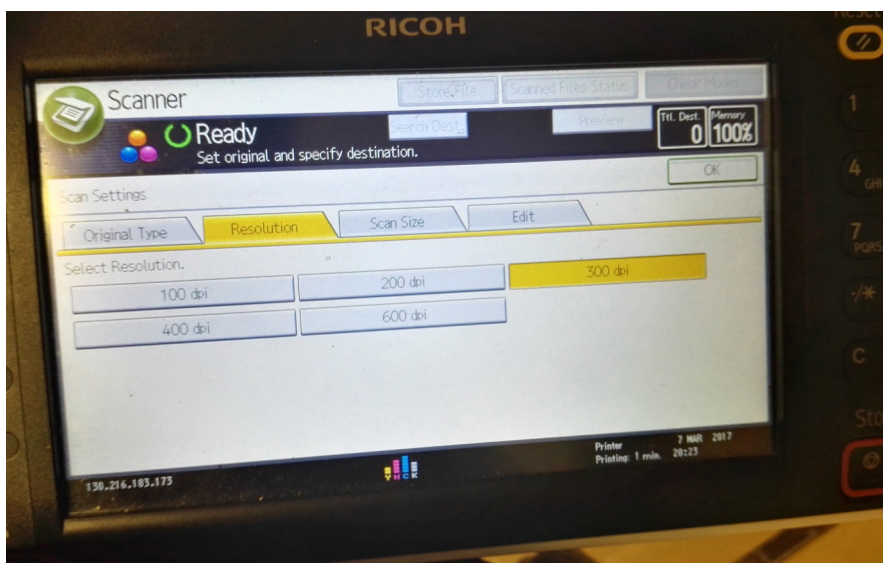 RICOH
Reset
Scanner
Store File
Scanned Files Status
Check Modes
Ready
Search Dest.
Preview
Ttl. Dest.
0
Memory
100%
Set original and specify destination.
Scan Settings
OK
Original Type
Resolution
Scan Size
Edit
Select Resolution.
100 dpi
200 dpi
300 dpi
400 dpi
600 dpi
130.216.183.173
Y M C K
Printer
Printing: 1 min.
7 MAR 2017
20:23
1
4
GHI
7
PQRS
·/*
C
Sto